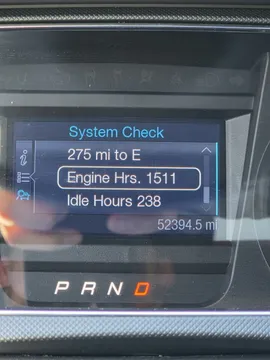 System Check
275 mi to E
Engine Hrs. 1511
Idle Hours 238
52394.5 mi
P R N D